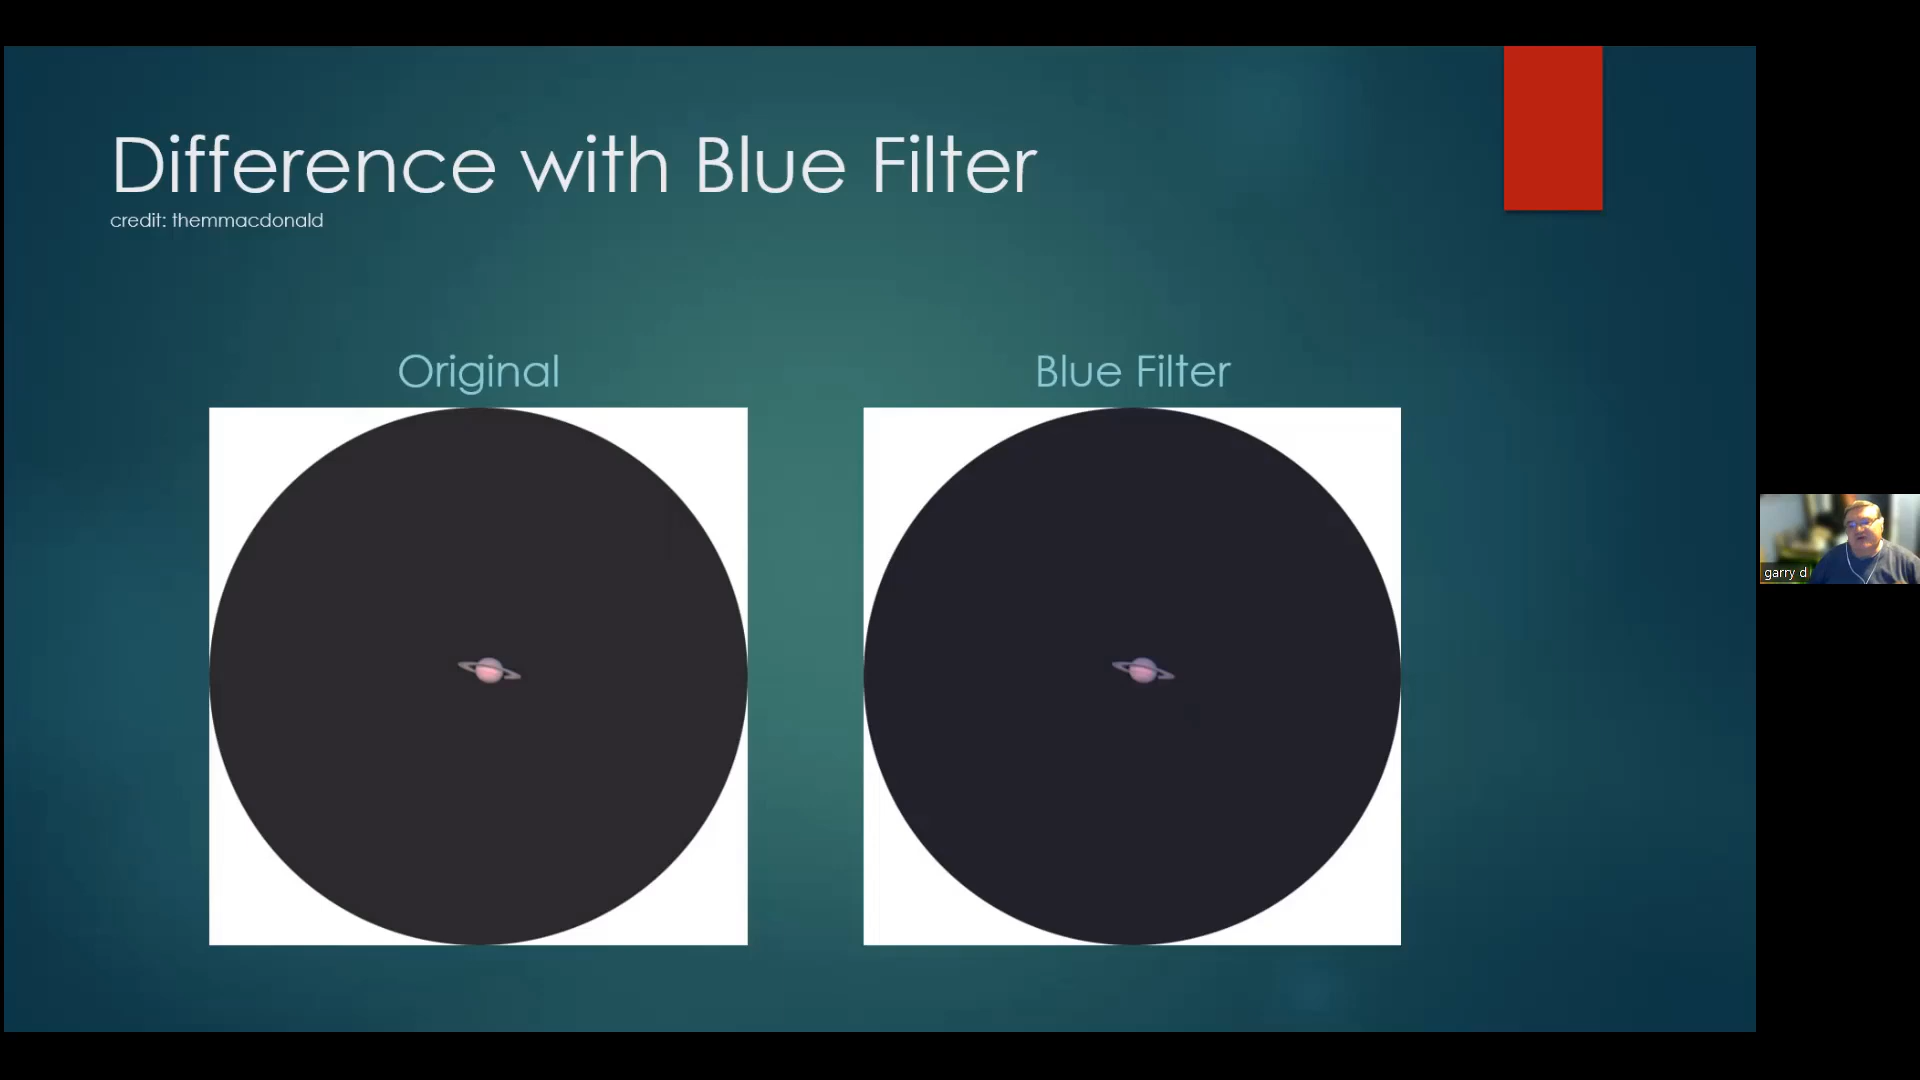 Difference with Blue Filter
credit: themmacdonald
Original
Blue Filter
garry d